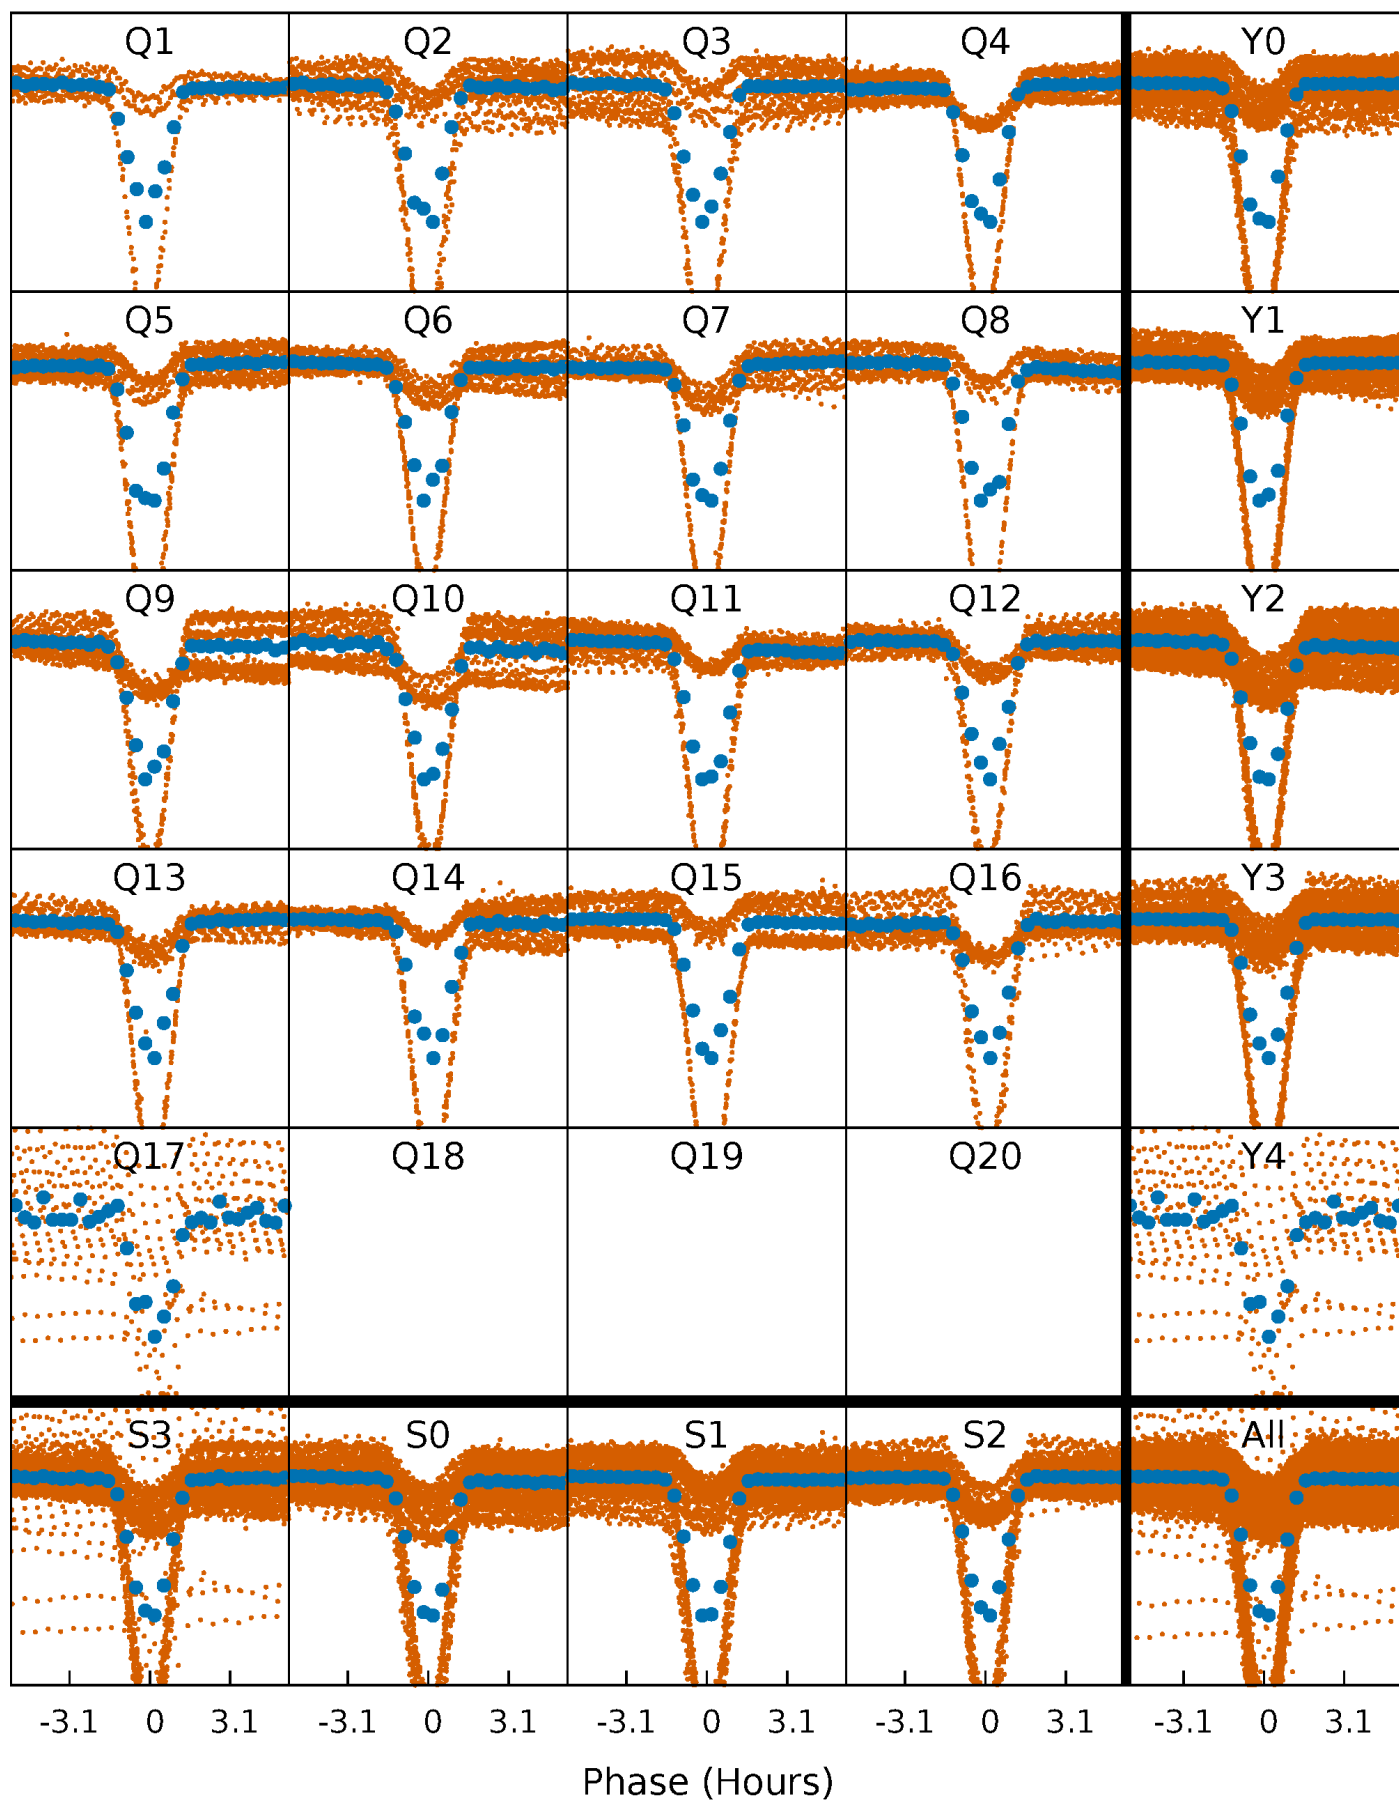 Q1 Q2 Q3 Q4 Y0
Q5 Q6 Q7 Q8 Y1
Q9 Q10 Q11 Q12 Y2
Q13 Q14 Q15 Q16 Y3
Q17 Q18 Q19 Q20 Y4
S3 S0 S1 S2 All
-3.1 0 3.1 -3.1 0 3.1 -3.1 0 3.1 -3.1 0 3.1 -3.1 0 3.1
Phase (Hours)